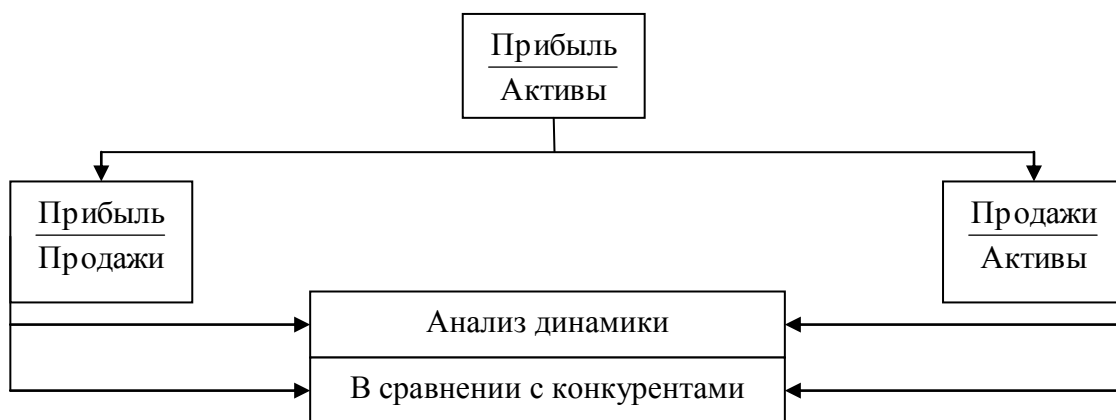 Прибыль
Активы
Прибыль
Продажи
Продажи
Активы
Анализ динамики
В сравнении с конкурентами